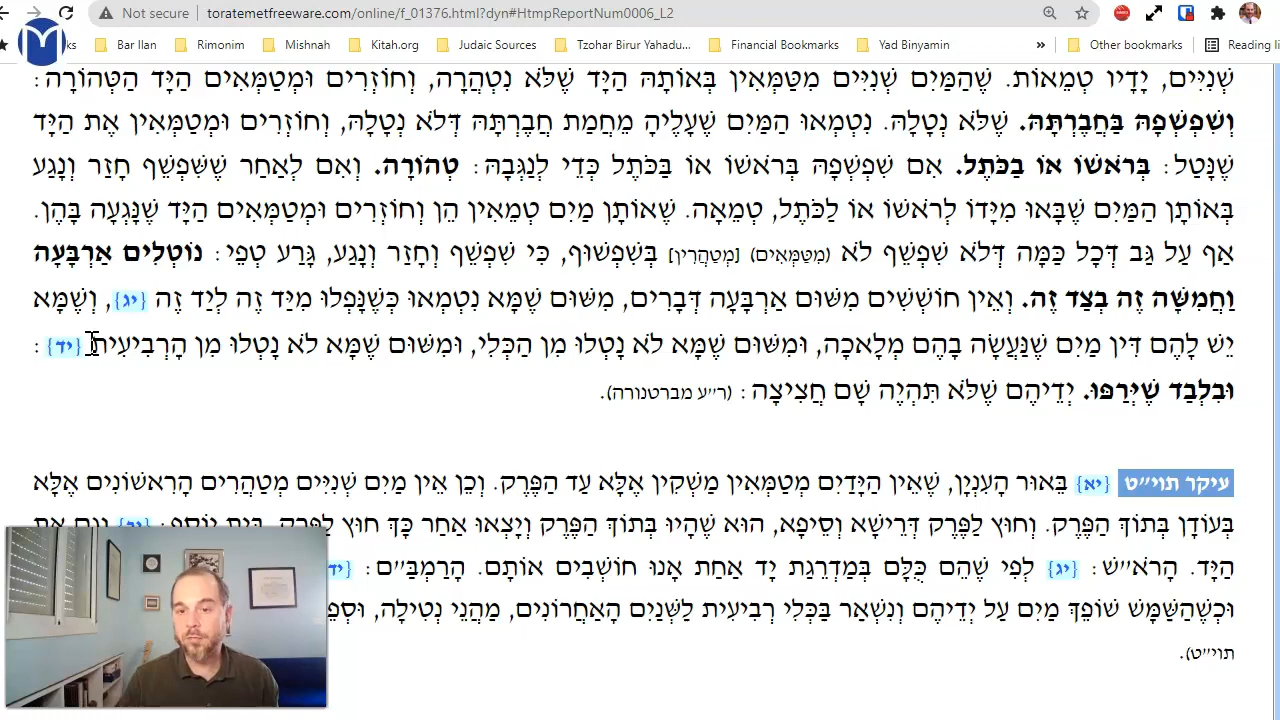 Not secure | toratemetfreeware.com/online/f_01376.html?dyn#HtmpReportNum0006_L2
Bar Ilan Rimonim Mishnah Kitah.org Judaic Sources Tzohar Birur Yahadu... Financial Bookmarks Yad Binyamin » Other bookmarks Reading li
שְׁנִיִּים, יָדָיו טְמֵאוֹת. שֶׁהַמַּיִם שְׁנִיִּים מִטַּמְּאִין בְּאוֹתָהּ הַיָּד שֶׁלֹּא נִטְהֲרָה, וְחוֹזְרִים וּמְטַמְּאִים הַיָּד הַטְּהוֹרָה:
וְשִׁפְשְׁפָהּ בַּחֲבֶרְתָּהּ. שֶׁלֹּא נְטָלָהּ. נִטְמְאוּ הַמַּיִם שֶׁעָלֶיהָ מֵחֲמַת חֲבֶרְתָּהּ דְּלֹא נְטָלָהּ, וְחוֹזְרִים וּמְטַמְּאִין אֶת הַיָּד
שֶׁנָּטַל: בְּרֹאשׁוֹ אוֹ בַכֹּתֶל. אִם שִׁפְשְׁפָהּ בְּרֹאשׁוֹ אוֹ בַּכֹּתֶל כְּדֵי לְנַגְּבָהּ: טְהוֹרָה. וְאִם לְאַחַר שֶׁשִּׁפְשֵׁף חָזַר וְנָגַע
בְּאוֹתָן הַמַּיִם שֶׁבָּאוּ מִיָּדוֹ לְרֹאשׁוֹ אוֹ לַכֹּתֶל, טְמֵאָה. שֶׁאוֹתָן מַיִם טְמֵאִין הֵן וְחוֹזְרִים וּמְטַמְּאִים הַיָּד שֶׁנָּגְעָה בָּהֶן.
אַף עַל גַּב דְּכָל כַּמָּה דְּלֹא שִׁפְשֵׁף לֹא (מִטַּמְּאִים) [מְטַהֲרִין] בְּשִׁפְשׁוּף, כִּי שִׁפְשֵׁף וְחָזַר וְנָגַע, גָּרַע טְפֵי: נוֹטְלִים אַרְבָּעָה
וַחֲמִשָּׁה זֶה בְצַד זֶה. וְאֵין חוֹשְׁשִׁים מִשּׁוּם אַרְבָּעָה דְּבָרִים, מִשּׁוּם שֶׁמָּא נִטְמְאוּ כְּשֶׁנָּפְלוּ מִיַּד זֶה לְיַד זֶה {יג}, וְשֶׁמָּא
יֵשׁ לָהֶם דִּין מַיִם שֶׁנַּעֲשָׂה בָהֶם מְלָאכָה, וּמִשּׁוּם שֶׁמָּא לֹא נָטְלוּ מִן הַכְּלִי, וּמִשּׁוּם שֶׁמָּא לֹא נָטְלוּ מִן הָרְבִיעִית {יד}:
וּבִלְבַד שֶׁיְּרַפּוּ. יְדֵיהֶם שֶׁלֹּא תִּהְיֶה שָׁם חֲצִיצָה: (ר״ע מברטנורה).
עיקר תוי״ט {יא} בֵּאוּר הָעִנְיָן, שֶׁאֵין הַיָּדַיִם מְטַמְּאִין מַשְׁקִין אֶלָּא עַד הַפֶּרֶק. וְכֵן אֵין מַיִם שְׁנִיִּים מְטַהֲרִים הָרִאשׁוֹנִים אֶלָּא
בְּעוֹדָן בְּתוֹךְ הַפֶּרֶק. וְחוּץ לַפֶּרֶק דְּרֵישָׁא וְסֵיפָא, הוּא שֶׁהָיוּ בְּתוֹךְ הַפֶּרֶק וְיָצְאוּ אַחַר כָּךְ חוּץ לַפֶּרֶק. בֵּית יוֹסֵף:
הַיָּד. הָרֹא״שׁ: {יג} לְפִי שֶׁהֵם כֻּלָּם בְּמַדְרֵגַת יָד אַחַת אָנוּ חוֹשְׁבִים אוֹתָם. הָרַמְבַּ״ם: {יד
וּכְשֶׁהַשַּׁמָּשׁ שׁוֹפֵךְ מַיִם עַל יְדֵיהֶם וְנִשְׁאַר בַּכְּלִי רְבִיעִית לַשְּׁנַיִם הָאַחֲרוֹנִים, מַהֲנֵי נְטִילָה,
תוי״ט).